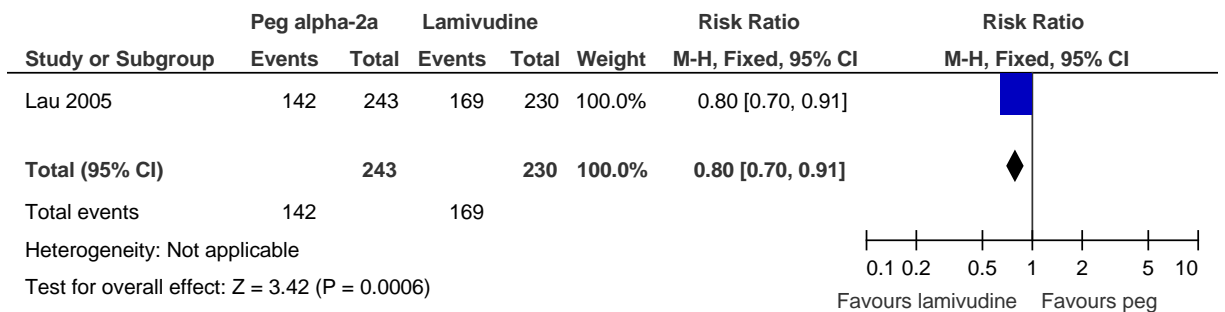 Peg alpha-2a Lamivudine Risk Ratio Risk Ratio
Study or Subgroup Events Total Events Total Weight M-H, Fixed, 95% CI M-H, Fixed, 95% CI
Lau 2005 142 243 169 230 100.0% 0.80 [0.70, 0.91]
Total (95% CI) 243 230 100.0% 0.80 [0.70, 0.91]
Total events 142 169
Heterogeneity: Not applicable
Test for overall effect: Z = 3.42 (P = 0.0006)
0.1 0.2 0.5 1 2 5 10
Favours lamivudine Favours peg